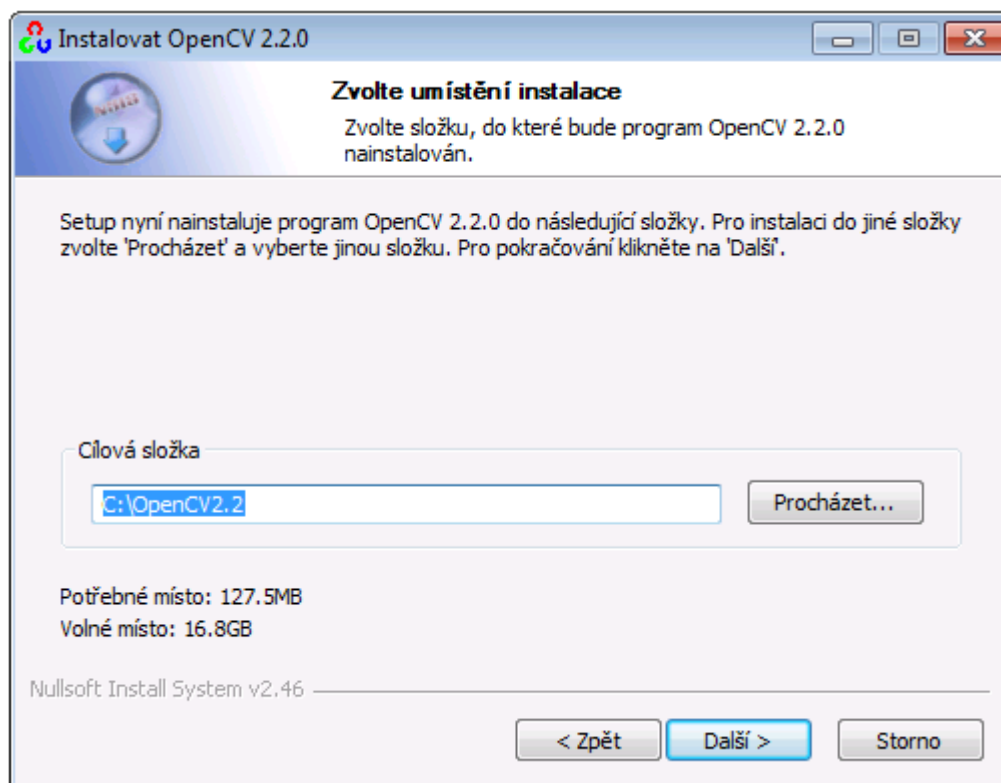 Instalovat OpenCV 2.2.0
Zvolte umístění instalace
Zvolte složku, do které bude program OpenCV 2.2.0
nainstalován.
Setup nyní nainstaluje program OpenCV 2.2.0 do následující složky. Pro instalaci do jiné složky
zvolte 'Procházet' a vyberte jinou složku. Pro pokračování klikněte na 'Další'.
Cílová složka
C:\OpenCV2.2
Procházet...
Potřebné místo: 127.5MB
Volné místo: 16.8GB
Nullsoft Install System v2.46
< Zpět
Další >
Storno